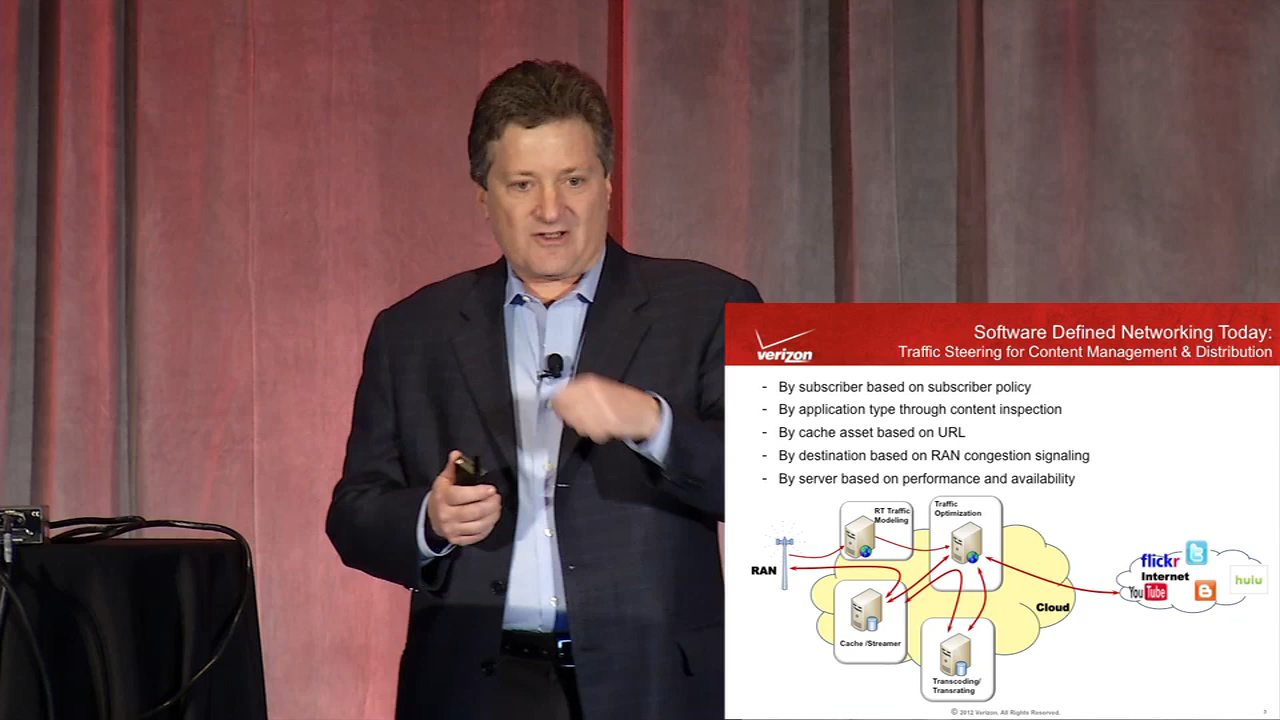 verizon
Software Defined Networking Today:
Traffic Steering for Content Management & Distribution
- By subscriber based on subscriber policy
- By application type through content inspection
- By cache asset based on URL
- By destination based on RAN congestion signaling
- By server based on performance and availability
RT Traffic
Modeling
Traffic
Optimization
RAN
Cache /Streamer
Transcoding/
Transrating
Cloud
flickr
Internet
YouTube
hulu
© 2012 Verizon. All Rights Reserved.
3